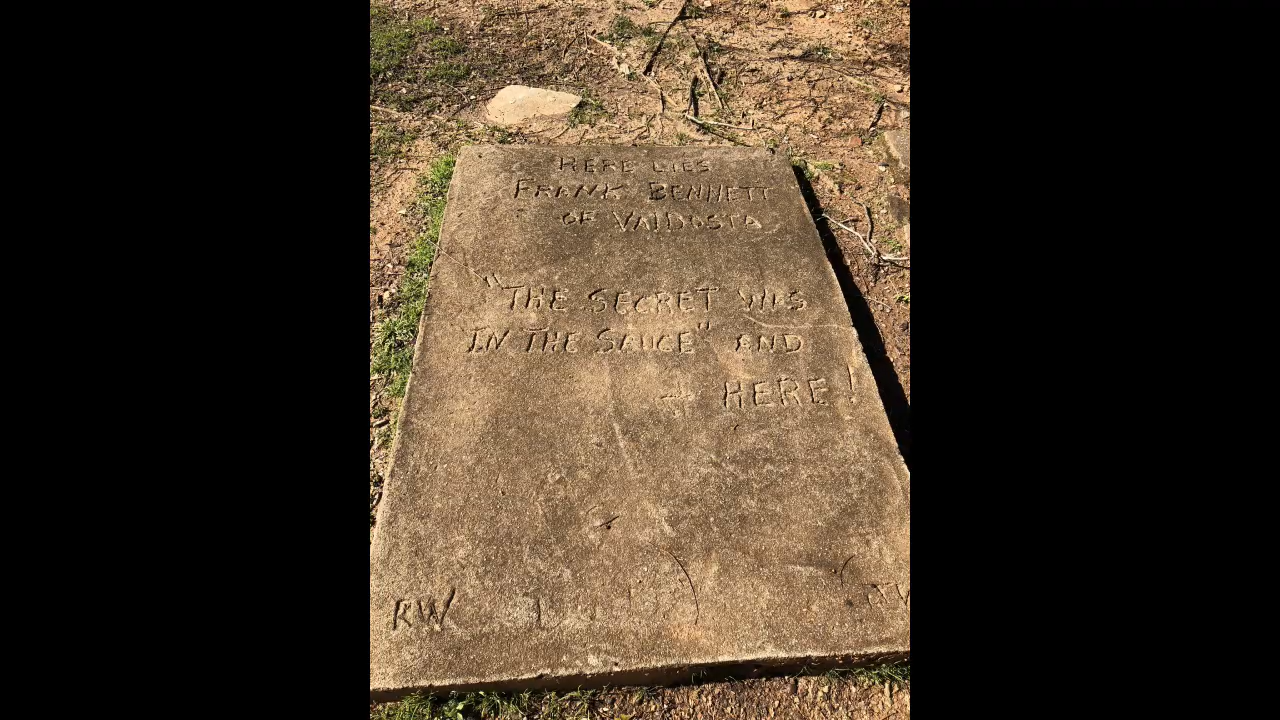 HERE LIES
FRANK BENNETT
OF VALDOSTA
"THE SECRET WAS
IN THE SAUCE" AND
HERE!
RW